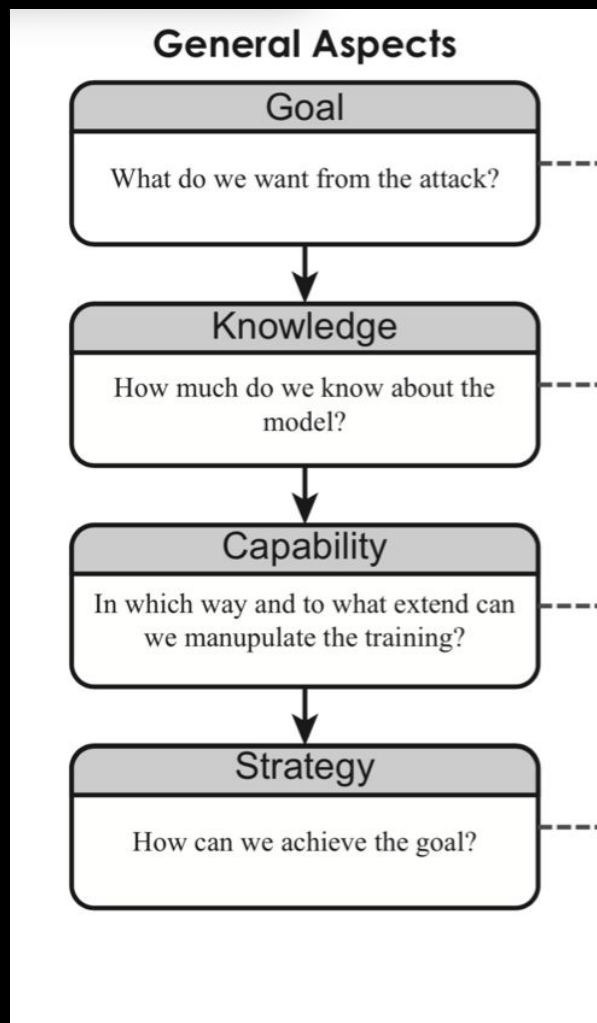 General Aspects
Goal
What do we want from the attack?
Knowledge
How much do we know about the
model?
Capability
In which way and to what extend can
we manupulate the training?
Strategy
How can we achieve the goal?